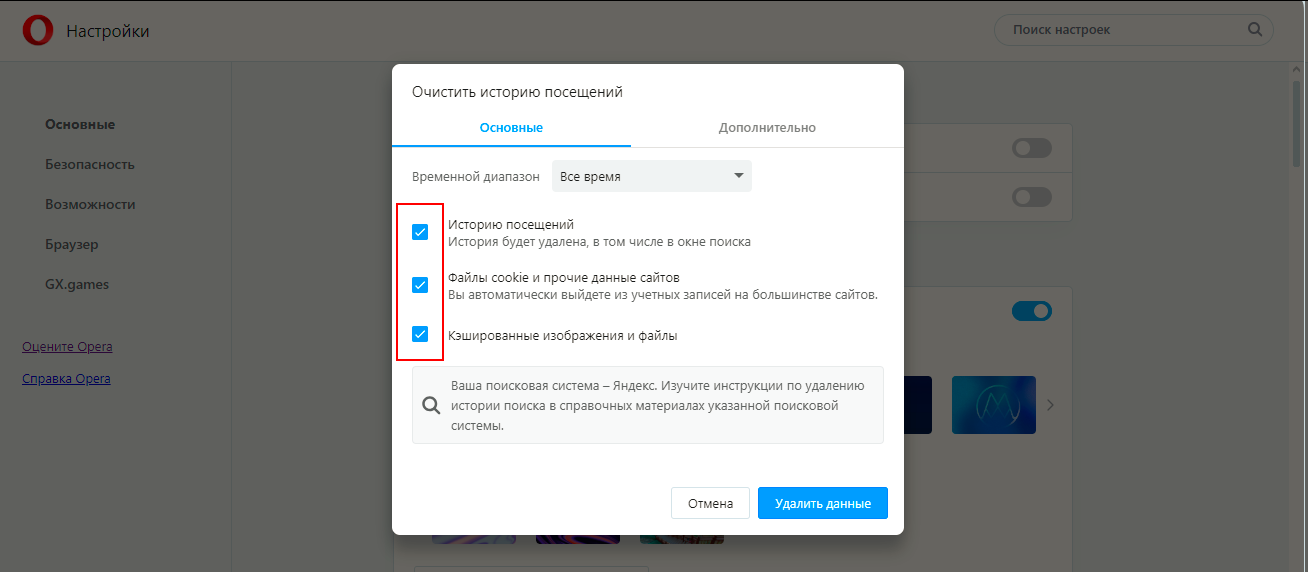 Настройки
Поиск настроек
Основные
Безопасность
Возможности
Браузер
GX.games
Оцените Opera
Справка Opera
Очистить историю посещений
Основные
Дополнительно
Временной диапазон
Все время
Историю посещений
История будет удалена, в том числе в окне поиска
Файлы cookie и прочие данные сайтов
Вы автоматически выйдете из учетных записей на большинстве сайтов.
Кэшированные изображения и файлы
Ваша поисковая система – Яндекс. Изучите инструкции по удалению
истории поиска в справочных материалах указанной поисковой
системы.
Отмена
Удалить данные